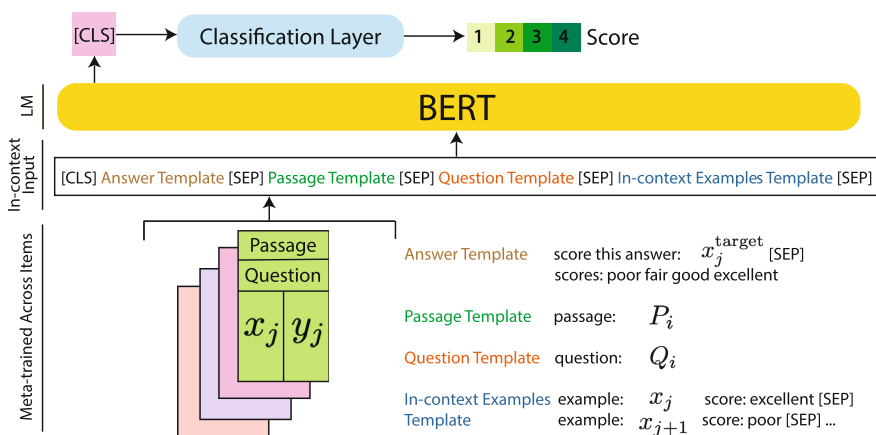 [CLS] Classification Layer 1 2 3 4 Score
LM
BERT
In-context
Input
[CLS] Answer Template [SEP] Passage Template [SEP] Question Template [SEP] In-context Examples Template [SEP]
Meta-trained Across Items
Passage
Question
x_j y_j
Answer Template score this answer: x_j^target [SEP]
scores: poor fair good excellent
Passage Template passage: P_i
Question Template question: Q_i
In-context Examples example: x_j score: excellent [SEP]
Template example: x_{j+1} score: poor [SEP] ...